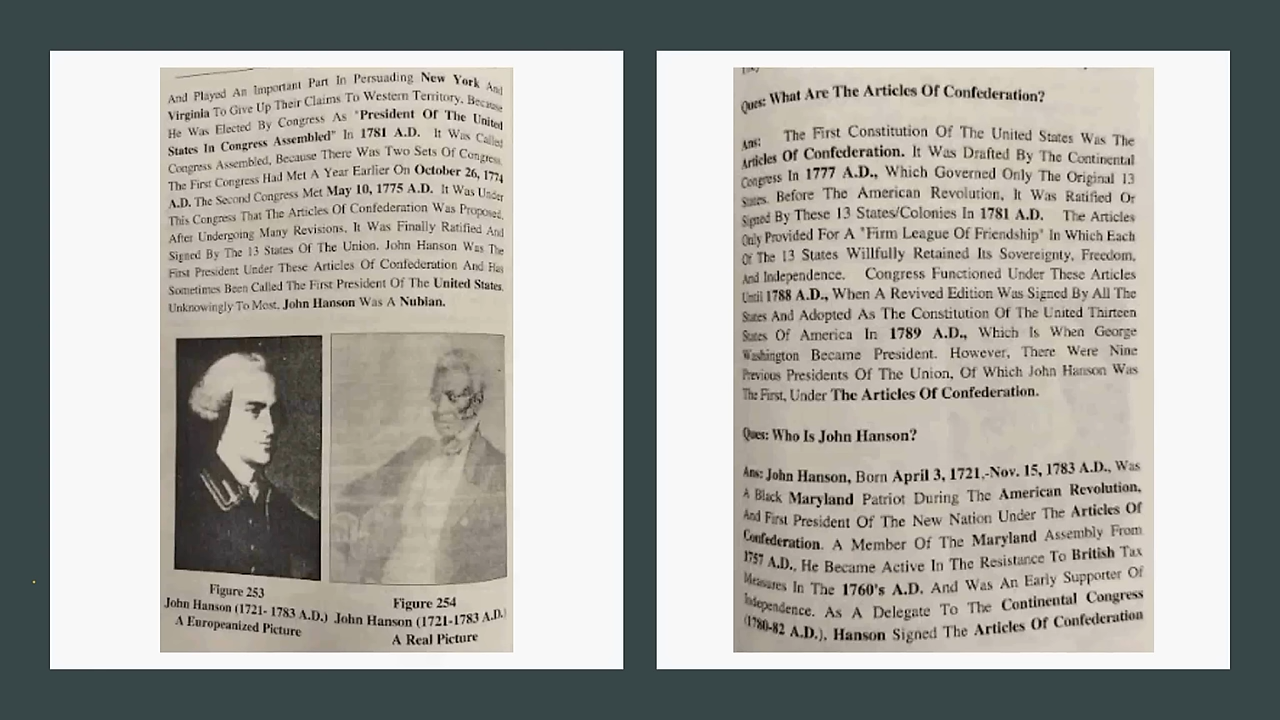 And Played An Important Part In Persuading New York And
Virginia To Give Up Their Claims To Western Territory, Because
He Was Elected By Congress As "President Of The United
States In Congress Assembled" In 1781 A.D. It Was Called
Congress Assembled, Because There Was Two Sets Of Congress,
The First Congress Had Met A Year Earlier On October 26, 1774
A.D. The Second Congress Met May 10, 1775 A.D. It Was Under
This Congress That The Articles Of Confederation Was Proposed,
After Undergoing Many Revisions, It Was Finally Ratified And
Signed By The 13 States Of The Union. John Hanson Was The
First President Under These Articles Of Confederation And Has
Sometimes Been Called The First President Of The United States,
Unknowingly To Most, John Hanson Was A Nubian.
Figure 253
John Hanson (1721- 1783 A.D.)
A Europeanized Picture
Figure 254
John Hanson (1721-1783 A.D.)
A Real Picture
Ques: What Are The Articles Of Confederation?
Ans: The First Constitution Of The United States Was The
Articles Of Confederation. It Was Drafted By The Continental
Congress In 1777 A.D., Which Governed Only The Original 13
States. Before The American Revolution, It Was Ratified Or
Signed By These 13 States/Colonies In 1781 A.D. The Articles
Only Provided For A "Firm League Of Friendship" In Which Each
Of The 13 States Willfully Retained Its Sovereignty, Freedom,
And Independence. Congress Functioned Under These Articles
Until 1788 A.D., When A Revived Edition Was Signed By All The
States And Adopted As The Constitution Of The United Thirteen
States Of America In 1789 A.D., Which Is When George
Washington Became President. However, There Were Nine
Previous Presidents Of The Union, Of Which John Hanson Was
The First, Under The Articles Of Confederation.
Ques: Who Is John Hanson?
Ans: John Hanson, Born April 3, 1721,-Nov. 15, 1783 A.D., Was
A Black Maryland Patriot During The American Revolution,
And First President Of The New Nation Under The Articles Of
Confederation. A Member Of The Maryland Assembly From
1757 A.D., He Became Active In The Resistance To British Tax
Measures In The 1760's A.D. And Was An Early Supporter Of
Independence. As A Delegate To The Continental Congress
(1780-82 A.D.), Hanson Signed The Articles Of Confederation